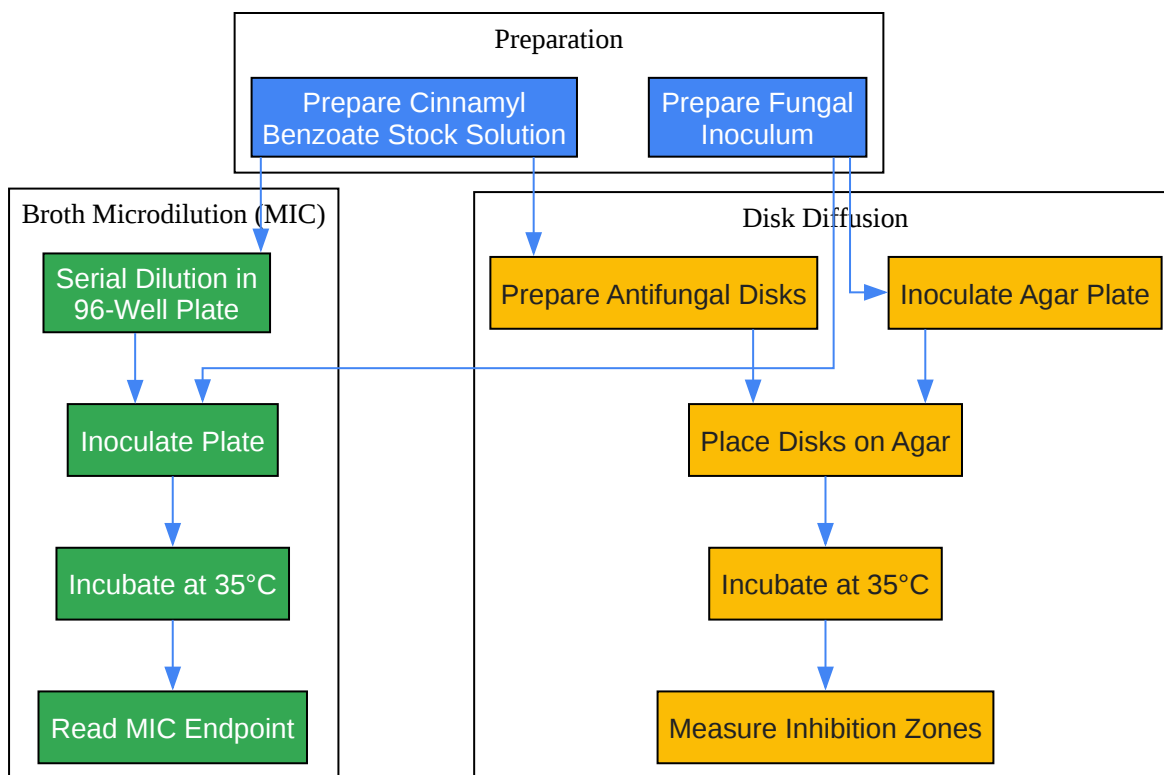 Preparation
Prepare Cinnamyl
Benzoate Stock Solution
Prepare Fungal
Inoculum
Broth Microdilution (MIC)
Serial Dilution in
96-Well Plate
Inoculate Plate
Incubate at 35°C
Read MIC Endpoint
Disk Diffusion
Prepare Antifungal Disks
Inoculate Agar Plate
Place Disks on Agar
Incubate at 35°C
Measure Inhibition Zones